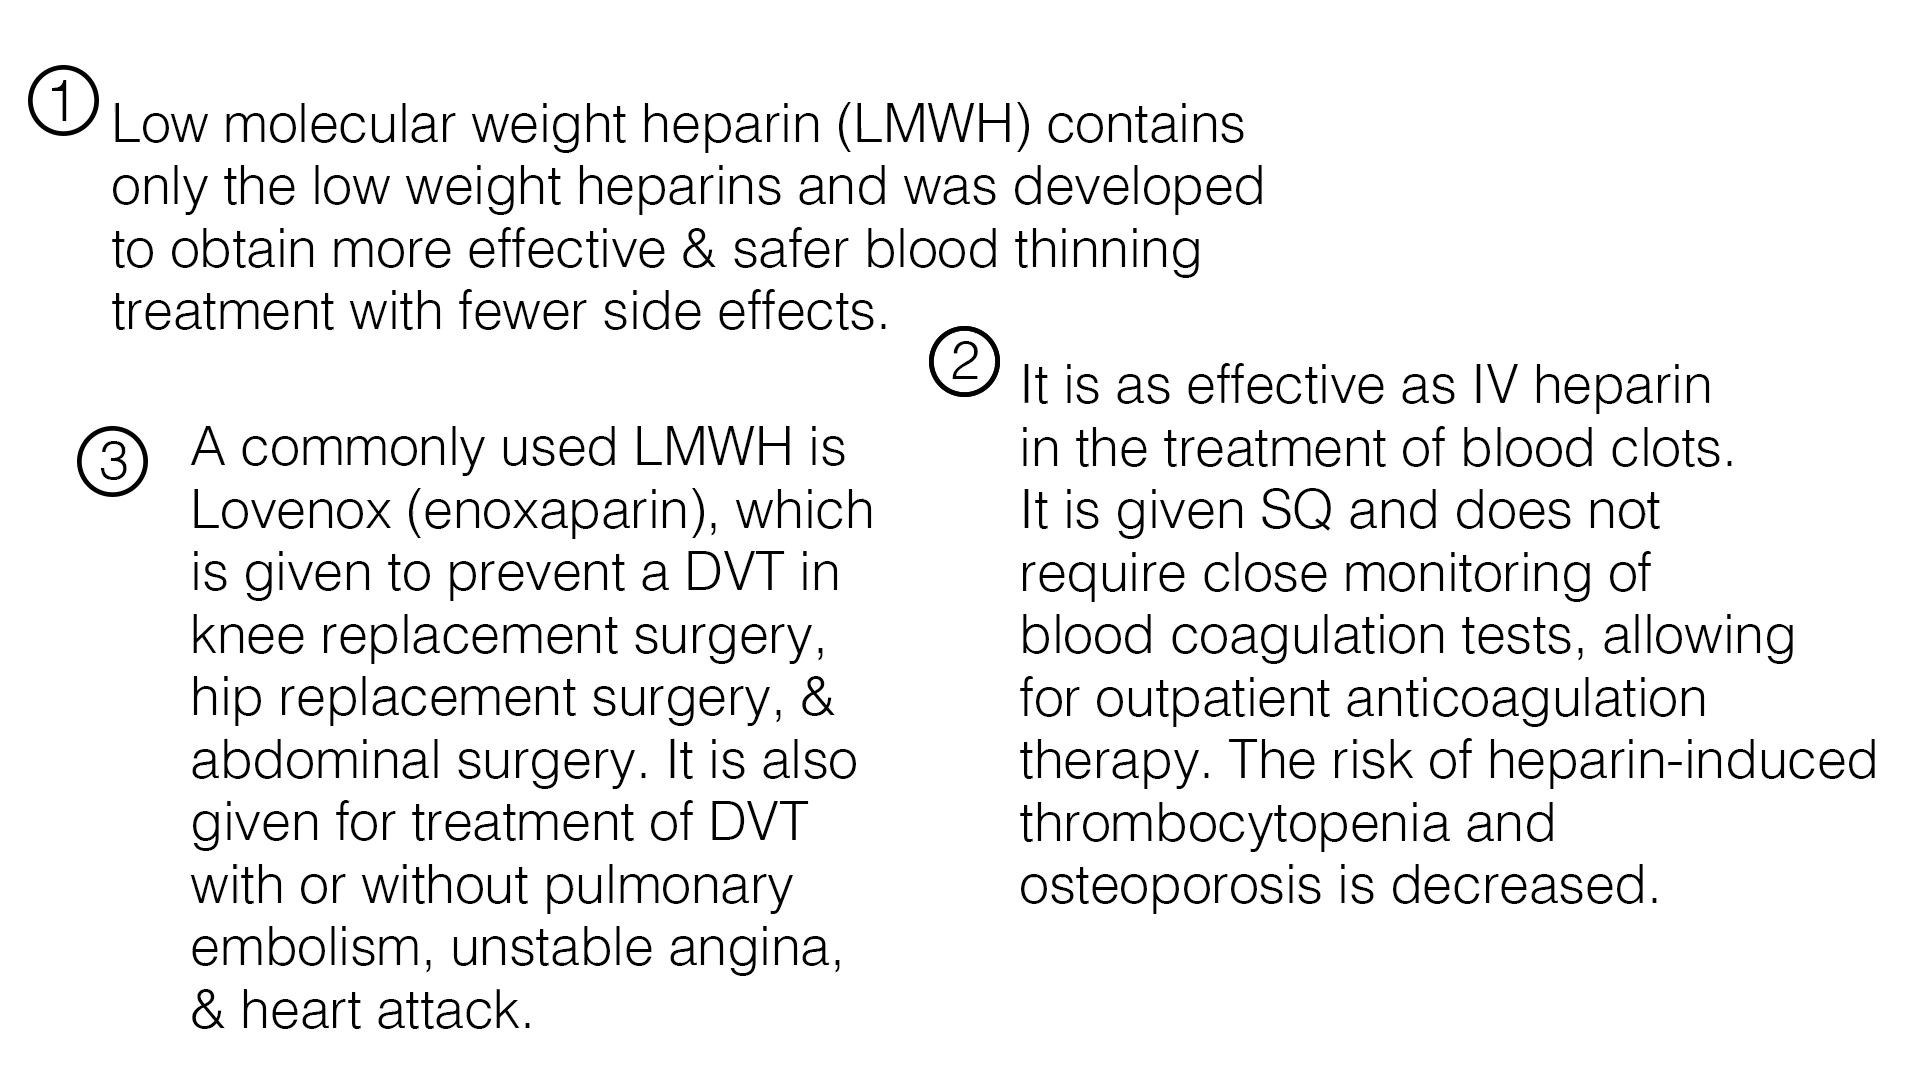 1
Low molecular weight heparin (LMWH) contains
only the low weight heparins and was developed
to obtain more effective & safer blood thinning
treatment with fewer side effects.
2
It is as effective as IV heparin
in the treatment of blood clots.
It is given SQ and does not
require close monitoring of
blood coagulation tests, allowing
for outpatient anticoagulation
therapy. The risk of heparin-induced
thrombocytopenia and
osteoporosis is decreased.
3
A commonly used LMWH is
Lovenox (enoxaparin), which
is given to prevent a DVT in
knee replacement surgery,
hip replacement surgery, &
abdominal surgery. It is also
given for treatment of DVT
with or without pulmonary
embolism, unstable angina,
& heart attack.